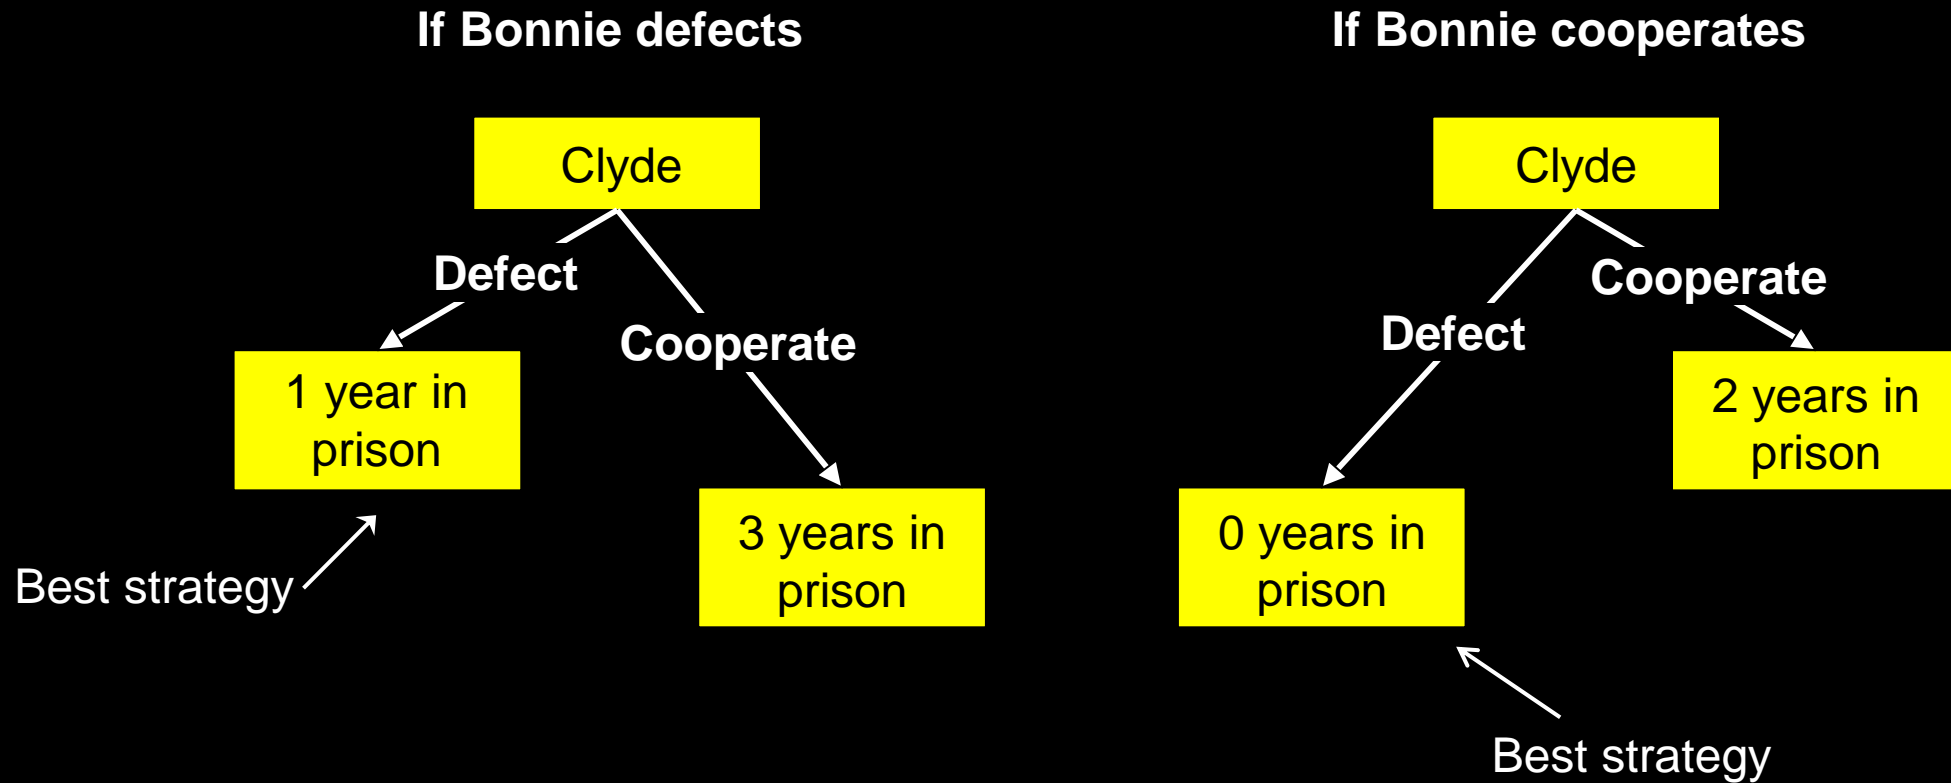 If Bonnie defects
Clyde
Defect
Cooperate
1 year in
prison
3 years in
prison
Best strategy
If Bonnie cooperates
Clyde
Cooperate
Defect
2 years in
prison
0 years in
prison
Best strategy